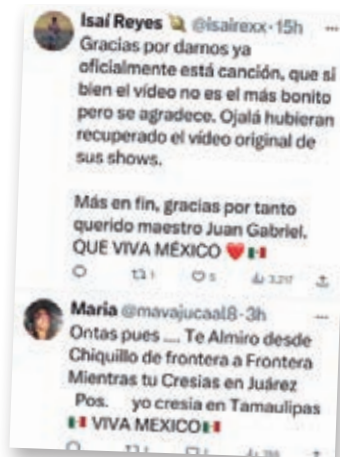 Isaí Reyes @isairexx·15h ...
Gracias por darnos ya
oficialmente está canción, que si
bien el vídeo no es el más bonito
pero se agradece. Ojalá hubieran
recuperado el vídeo original de
sus shows.
Más en fin, gracias por tanto
querido maestro Juan Gabriel.
QUE VIVA MÉXICO ❤️ 🇲🇽
1 5 3,217
Maria @mavajucaal8·3h ...
Ontas pues .... Te Almiro desde
Chiquillo de frontera a Frontera
Mientras tu Cresias en Juárez
Pos. yo cresia en Tamaulipas
🇲🇽 VIVA MEXICO🇲🇽